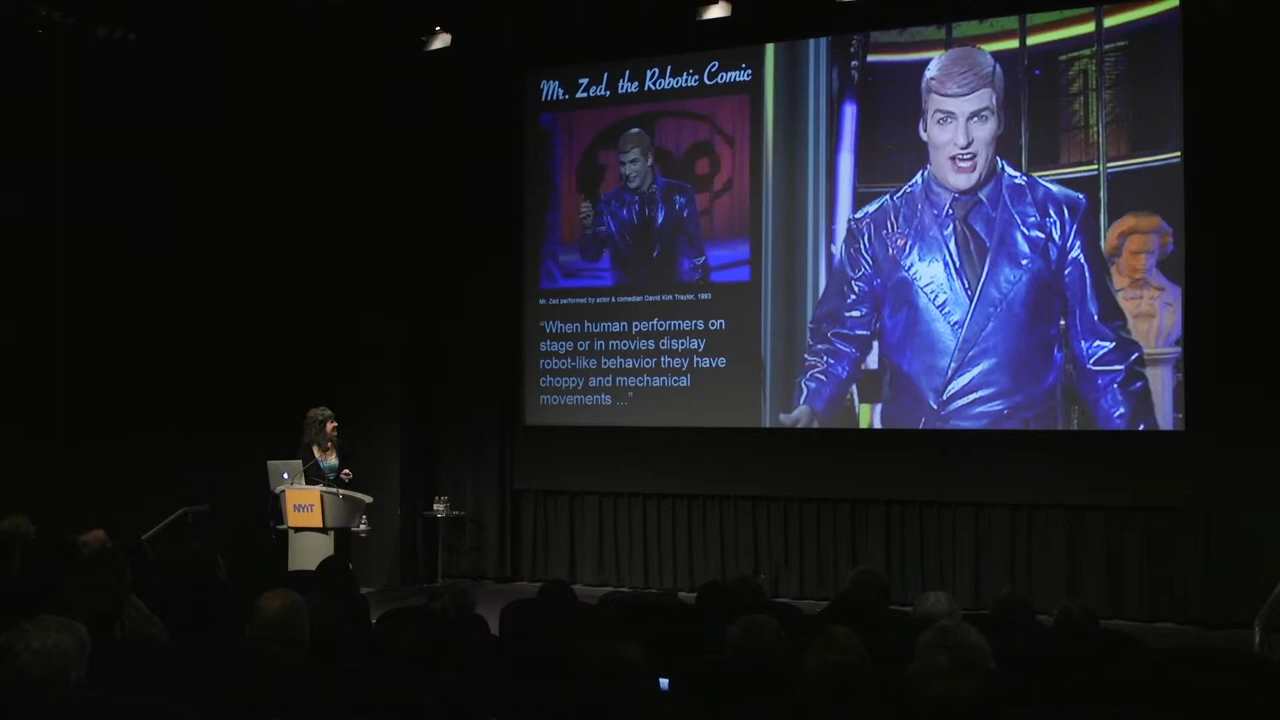 Mr. Zed, the Robotic Comic
Mr. Zed performed by actor & comedian David Kirk Traylor, 1993
“When human performers on
stage or in movies display
robot-like behavior they have
choppy and mechanical
movements ...”
NYiT